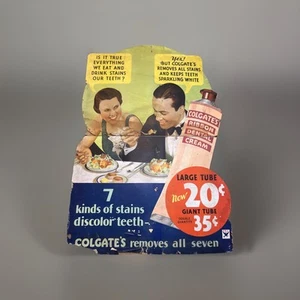 IS IT TRUE
EVERYTHING
WE EAT AND
DRINK STAINS
OUR TEETH?
Yes!
BUT COLGATE'S
REMOVES ALL STAINS
AND KEEPS TEETH
SPARKLING WHITE
COLGATE'S
RIBBON
DENTAL
CREAM
LARGE TUBE
Now 20¢
GIANT TUBE
35¢
7
kinds of stains
discolor teeth
COLGATE'S removes all seven